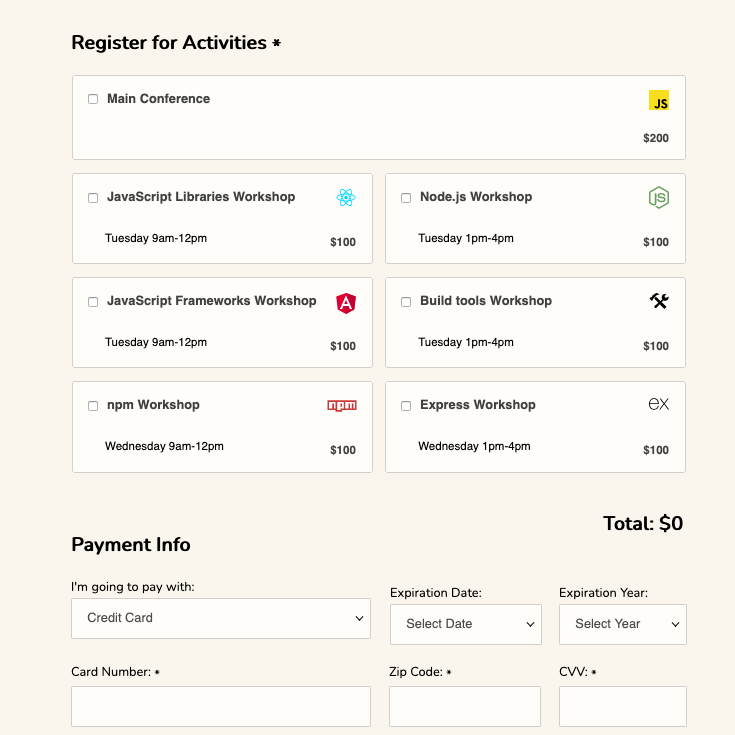 Register for Activities *
Main Conference
JS
$200
JavaScript Libraries Workshop
Tuesday 9am-12pm
$100
Node.js Workshop
JS
Tuesday 1pm-4pm
$100
JavaScript Frameworks Workshop
A
Tuesday 9am-12pm
$100
Build tools Workshop
Tuesday 1pm-4pm
$100
npm Workshop
npm
Wednesday 9am-12pm
$100
Express Workshop
ex
Wednesday 1pm-4pm
$100
Total: $0
Payment Info
I'm going to pay with:
Credit Card
Expiration Date:
Select Date
Expiration Year:
Select Year
Card Number: *
Zip Code: *
CVV: *